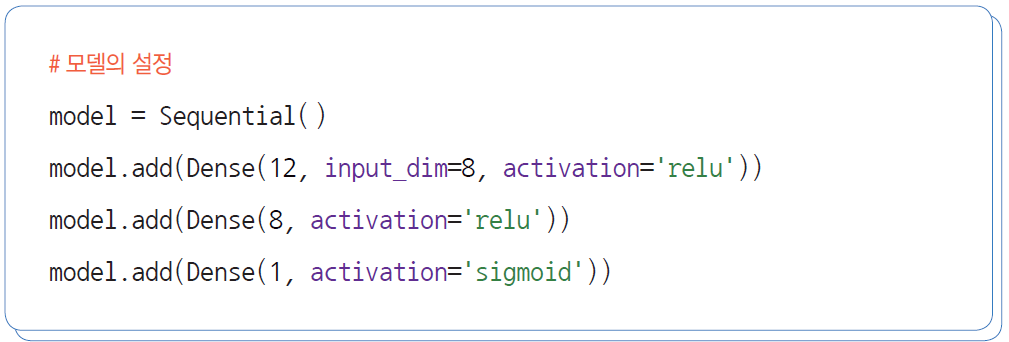 # 모델의 설정
model = Sequential()
model.add(Dense(12, input_dim=8, activation='relu'))
model.add(Dense(8, activation='relu'))
model.add(Dense(1, activation='sigmoid'))